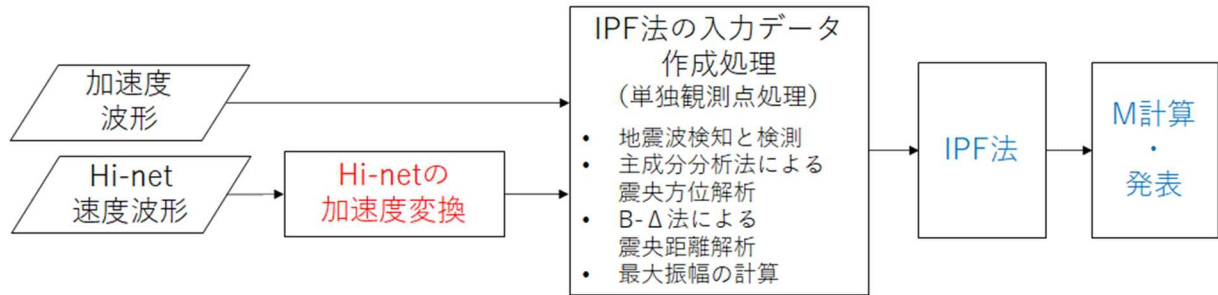 加速度
波形
Hi-net
速度波形
Hi-netの
加速度変換
IPF法の入力データ
作成処理
(単独観測点処理)
• 地震波検知と検測
• 主成分分析法による
震央方位解析
• B-Δ法による
震央距離解析
• 最大振幅の計算
IPF法
M計算
・
発表